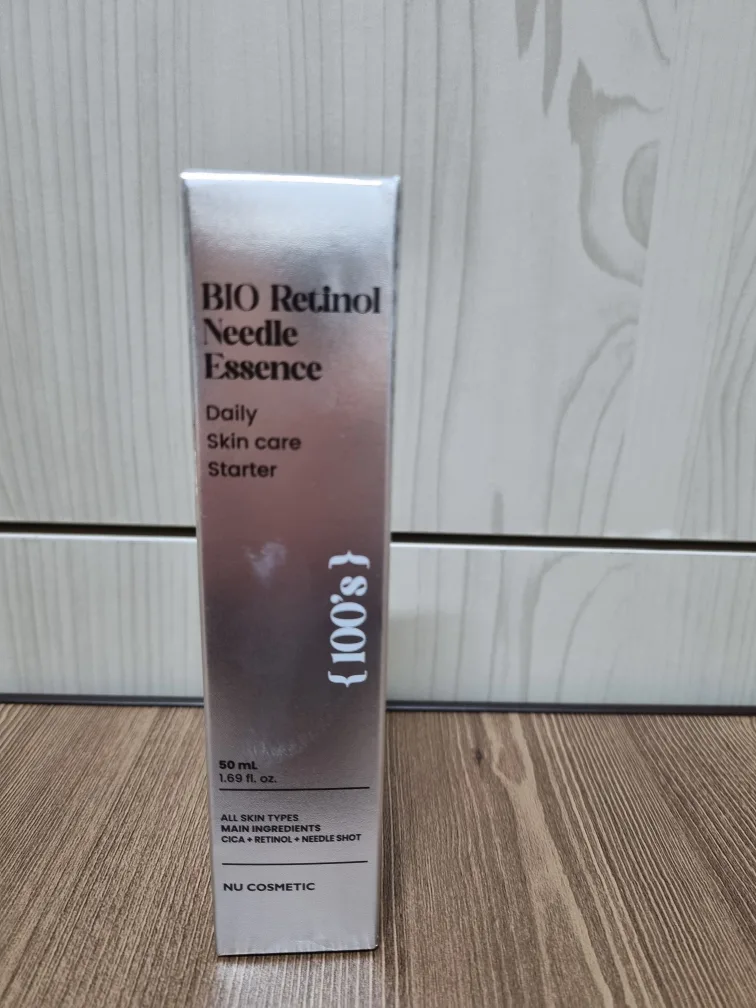 BIO Retinol
Needle
Essence
Daily
Skin care
Starter
{100's}
50 mL
1.69 fl. oz.
ALL SKIN TYPES
MAIN INGREDIENTS
CICA + RETINOL + NEEDLE SHOT
NU COSMETIC